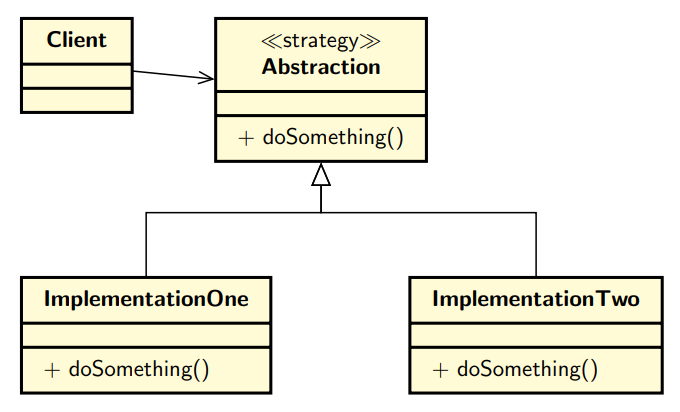 Client
≪strategy≫
Abstraction
+ doSomething()
ImplementationOne
+ doSomething()
ImplementationTwo
+ doSomething()